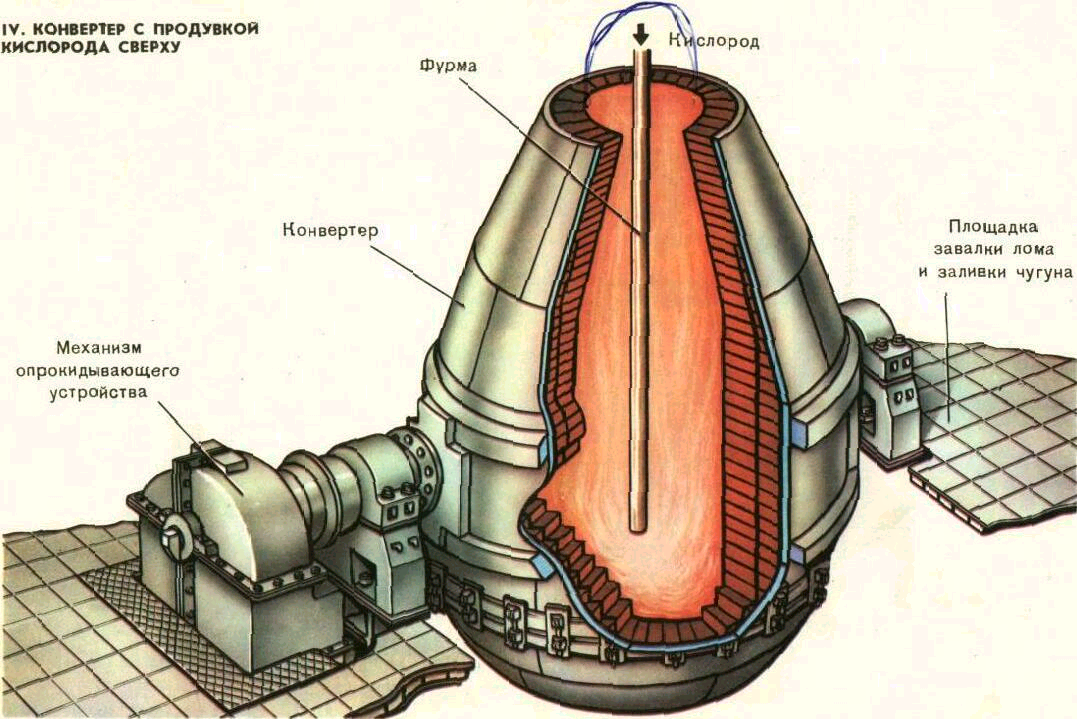 IV. КОНВЕРТЕР С ПРОДУВКОЙ
КИСЛОРОДА СВЕРХУ
Кислород
Фурма
Конвертер
Площадка
завалки лома
и заливки чугуна
Механизм
опрокидывающего
устройства